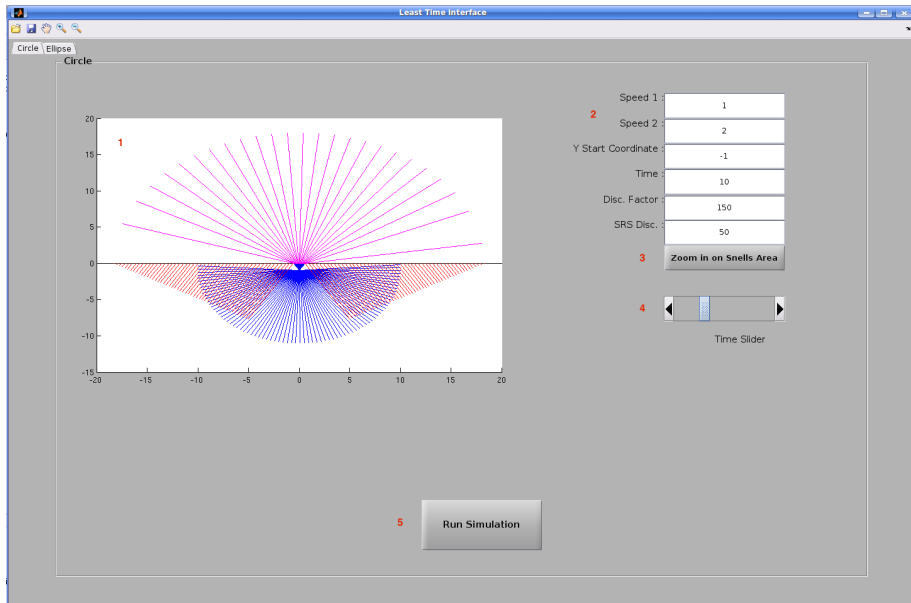 Least Time Interface
Circle Ellipse
Circle
1
20
15
10
5
0
-5
-10
-15
-20 -15 -10 -5 0 5 10 15 20
2
Speed 1 : 1
Speed 2 : 2
Y Start Coordinate : -1
Time : 10
Disc. Factor : 150
SRS Disc. : 50
3 Zoom in on Snells Area
4
Time Slider
5 Run Simulation